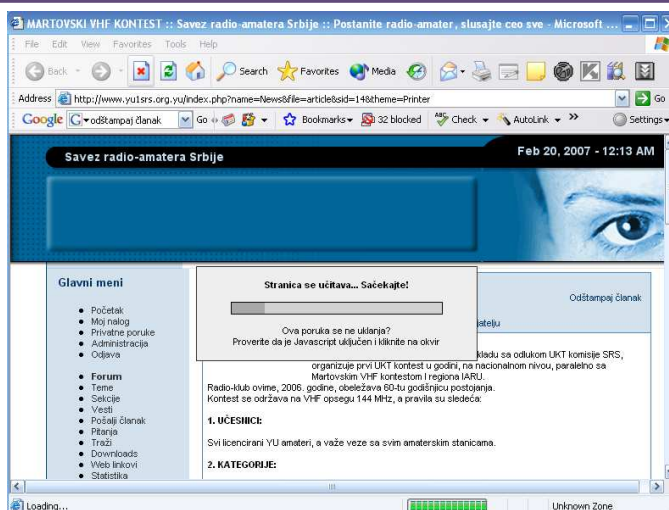 MARTOVSKI VHF KONTEST :: Savez radio-amatera Srbije :: Postanite radio-amater, slusajte ceo sve - Microsoft ...
File Edit View Favorites Tools Help
Back Search Favorites Media
Address http://www.yu1srs.org.yu/index.php?name=News&file=article&sid=14&theme=Printer Go
Google odštampaj članak Go Bookmarks 32 blocked Check AutoLink » Settings
Savez radio-amatera Srbije
Feb 20, 2007 - 12:13 AM
Glavni meni
Početak
Moj nalog
Privatne poruke
Administracija
Odjava
Forum
Teme
Sekcije
Vesti
Pošalji članak
Pitanja
Traži
Downloads
Web linkovi
Statistika
Stranica se učitava... Sačekajte!
Ova poruka se ne uklanja?
Proverite da je Javascript uključen i kliknite na okvir
Odštampaj članak
jatelju
kladu sa odlukom UKT komisije SRS,
organizuje prvi UKT kontest u godini, na nacionalnom nivou, paralelno sa
Martovskim VHF kontestom I regiona IARU.
Radio-klub ovime, 2006. godine, obeležava 60-tu godišnjicu postojanja.
Kontest se održava na VHF opsegu 144 MHz, a pravila su sledeća:
1. UČESNICI:
Svi licencirani YU amateri, a važe veze sa svim amaterskim stanicama.
2. KATEGORIJE:
Loading...
Unknown Zone